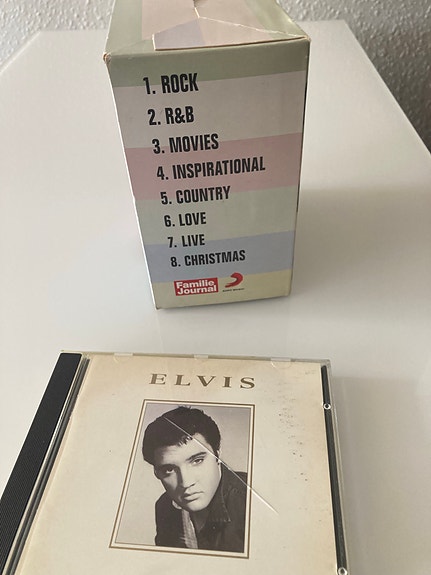 1. ROCK
2. R&B
3. MOVIES
4. INSPIRATIONAL
5. COUNTRY
6. LOVE
7. LIVE
8. CHRISTMAS
Familie
Journal
ELVIS